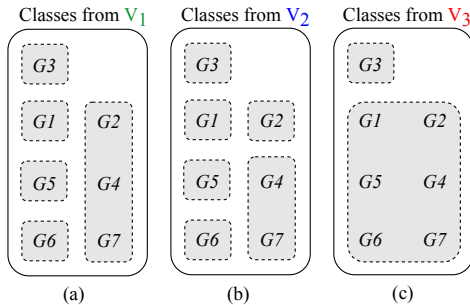 Classes from V1 Classes from V2 Classes from V3
G3 G3 G3
G1 G2 G1 G2 G1 G2
G5 G4 G5 G4 G5 G4
G6 G7 G6 G7 G6 G7
(a) (b) (c)